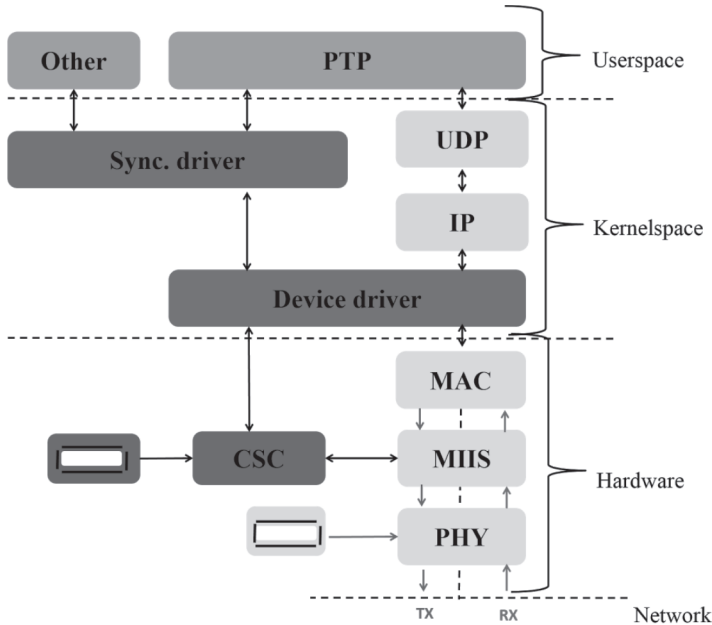 Other
PTP
Userspace
UDP
Sync. driver
IP
Kernelspace
Device driver
MAC
CSC
MIIS
Hardware
PHY
TX
RX
Network